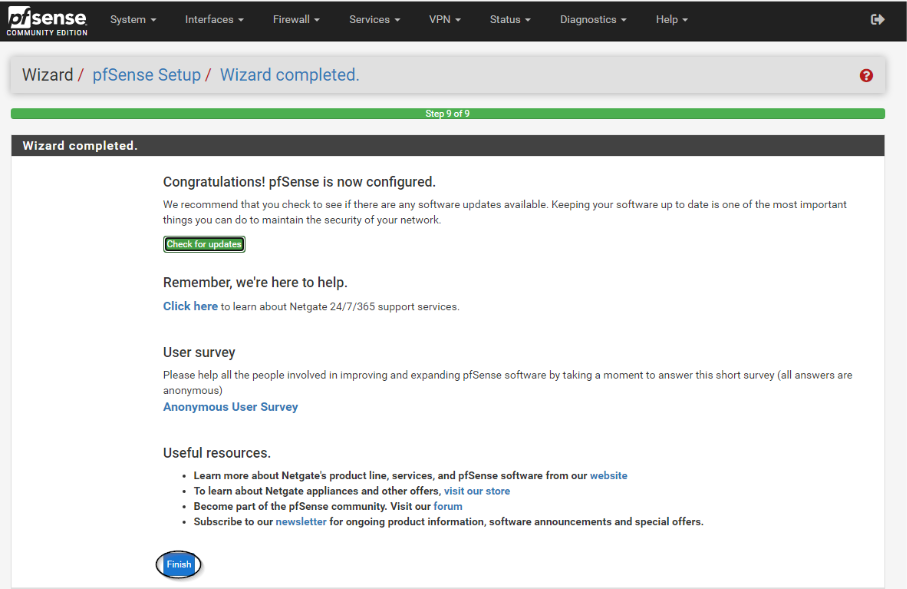 pfsense
COMMUNITY EDITION
System Interfaces Firewall Services VPN Status Diagnostics Help
Wizard / pfSense Setup / Wizard completed.
?
Step 9 of 9
Wizard completed.
Congratulations! pfSense is now configured.
We recommend that you check to see if there are any software updates available. Keeping your software up to date is one of the most important
things you can do to maintain the security of your network.
Check for updates
Remember, we're here to help.
Click here to learn about Netgate 24/7/365 support services.
User survey
Please help all the people involved in improving and expanding pfSense software by taking a moment to answer this short survey (all answers are
anonymous)
Anonymous User Survey
Useful resources.
• Learn more about Netgate's product line, services, and pfSense software from our website
• To learn about Netgate appliances and other offers, visit our store
• Become part of the pfSense community. Visit our forum
• Subscribe to our newsletter for ongoing product information, software announcements and special offers.
Finish